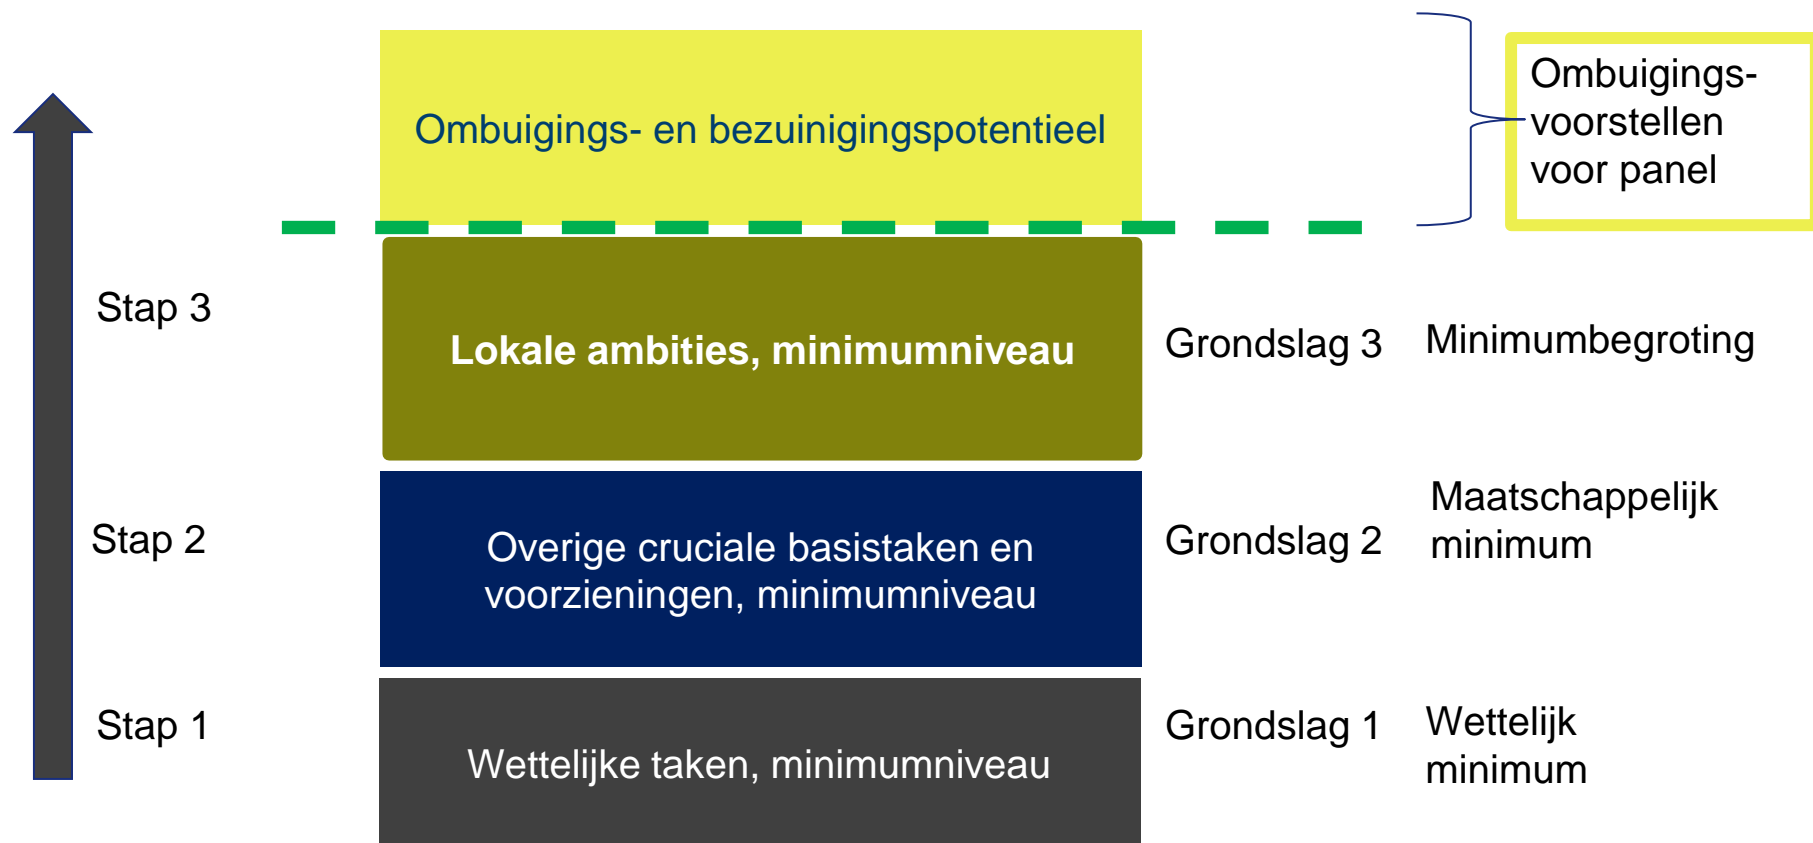 Ombuigings- en bezuinigingspotentieel
Ombuigings-
voorstellen
voor panel
Stap 3
Lokale ambities, minimumniveau
Grondslag 3
Minimumbegroting
Stap 2
Overige cruciale basistaken en
voorzieningen, minimumniveau
Grondslag 2
Maatschappelijk
minimum
Stap 1
Wettelijke taken, minimumniveau
Grondslag 1
Wettelijk
minimum